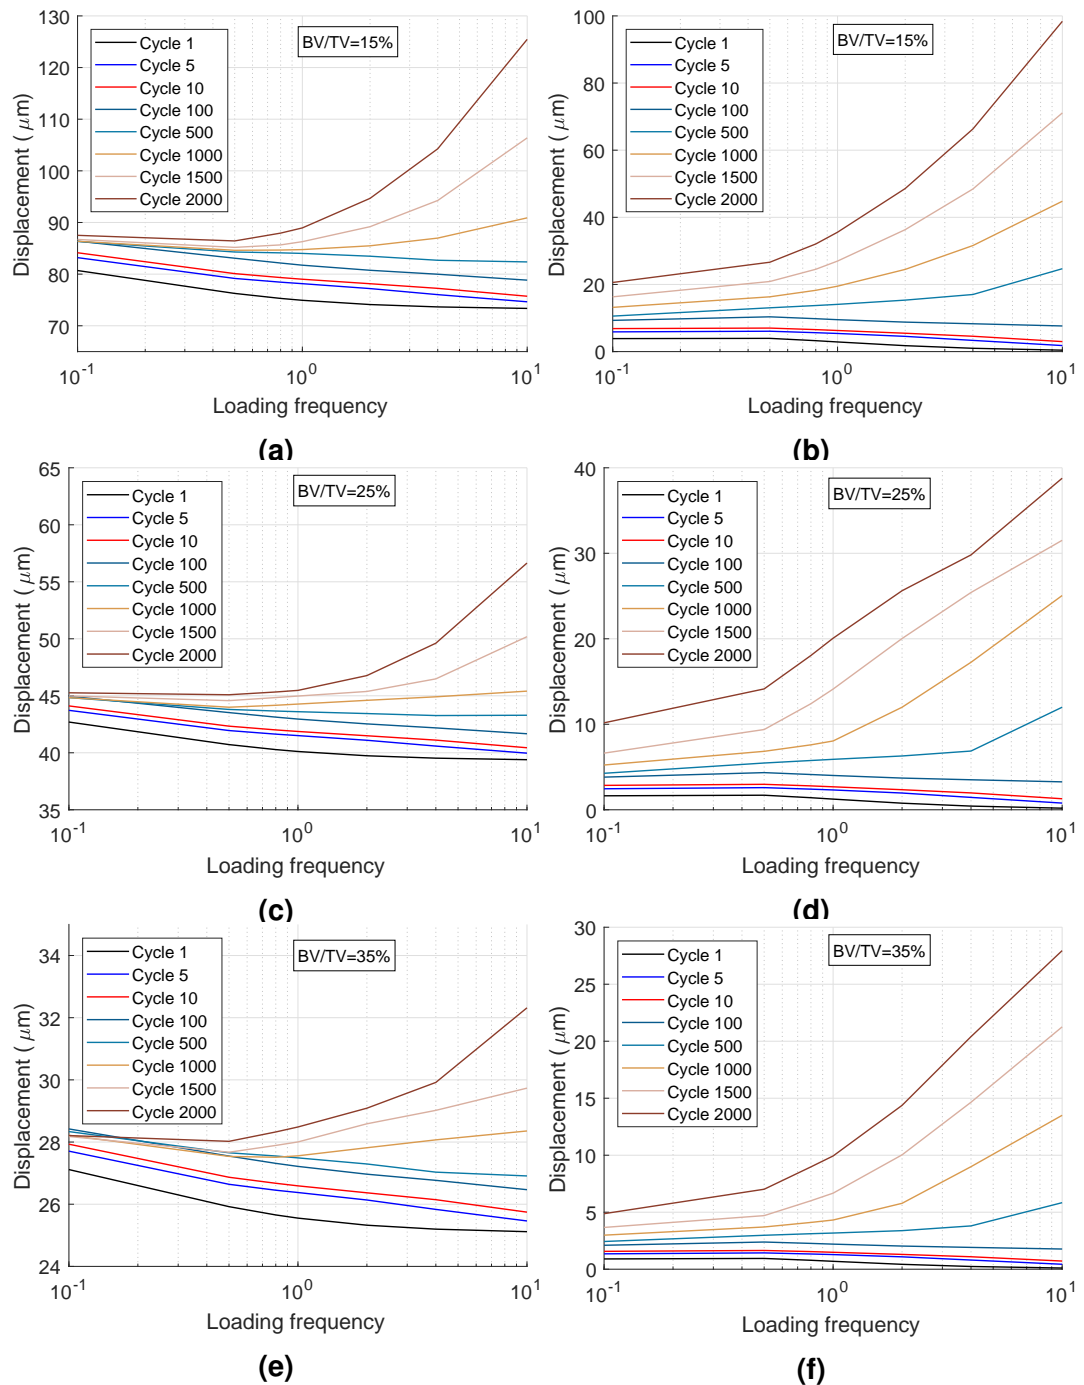 130
120
110
100
90
80
70
Displacement ( μm)
Cycle 1
Cycle 5
Cycle 10
Cycle 100
Cycle 500
Cycle 1000
Cycle 1500
Cycle 2000
BV/TV=15%
10-1
100
101
Loading frequency
(a)
100
80
60
40
20
0
Displacement ( μm)
Cycle 1
Cycle 5
Cycle 10
Cycle 100
Cycle 500
Cycle 1000
Cycle 1500
Cycle 2000
BV/TV=15%
10-1
100
101
Loading frequency
(b)
65
60
55
50
45
40
35
Displacement ( μm)
Cycle 1
Cycle 5
Cycle 10
Cycle 100
Cycle 500
Cycle 1000
Cycle 1500
Cycle 2000
BV/TV=25%
10-1
100
101
Loading frequency
(c)
40
30
20
10
0
Displacement ( μm)
Cycle 1
Cycle 5
Cycle 10
Cycle 100
Cycle 500
Cycle 1000
Cycle 1500
Cycle 2000
BV/TV=25%
10-1
100
101
Loading frequency
(d)
34
32
30
28
26
24
Displacement ( μm)
Cycle 1
Cycle 5
Cycle 10
Cycle 100
Cycle 500
Cycle 1000
Cycle 1500
Cycle 2000
BV/TV=35%
10-1
100
101
Loading frequency
(e)
30
25
20
15
10
5
0
Displacement ( μm)
Cycle 1
Cycle 5
Cycle 10
Cycle 100
Cycle 500
Cycle 1000
Cycle 1500
Cycle 2000
BV/TV=35%
10-1
100
101
Loading frequency
(f)